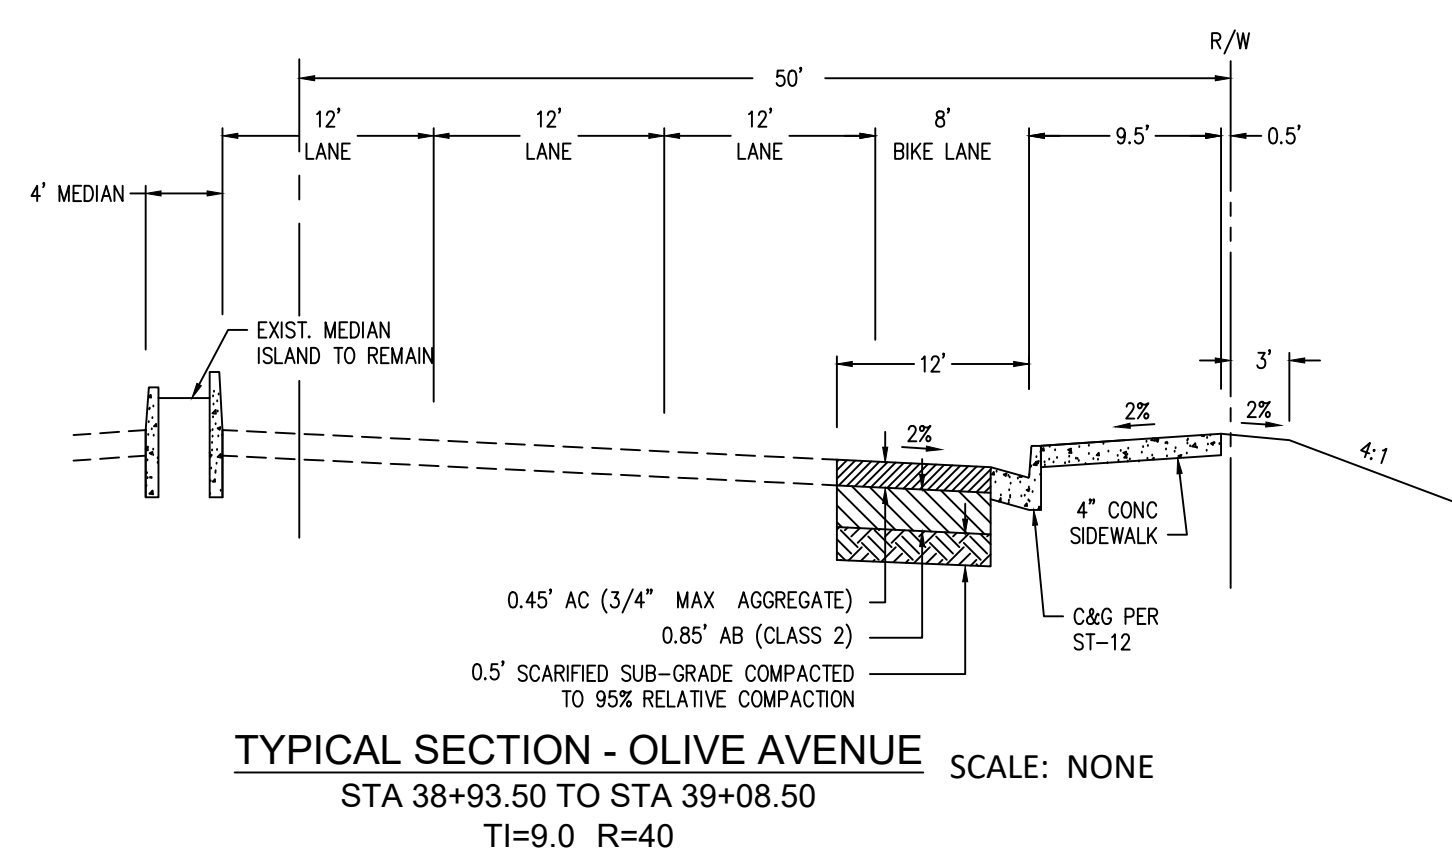 R/W
50'
12'
LANE
12'
LANE
12'
LANE
8'
BIKE LANE
9.5'
0.5'
4' MEDIAN
EXIST. MEDIAN
ISLAND TO REMAIN
12'
3'
2%
2%
2%
4:1
4" CONC
SIDEWALK
0.45' AC (3/4" MAX AGGREGATE)
0.85' AB (CLASS 2)
0.5' SCARIFIED SUB-GRADE COMPACTED
TO 95% RELATIVE COMPACTION
C&G PER
ST-12
TYPICAL SECTION - OLIVE AVENUE
SCALE: NONE
STA 38+93.50 TO STA 39+08.50
TI=9.0 R=40